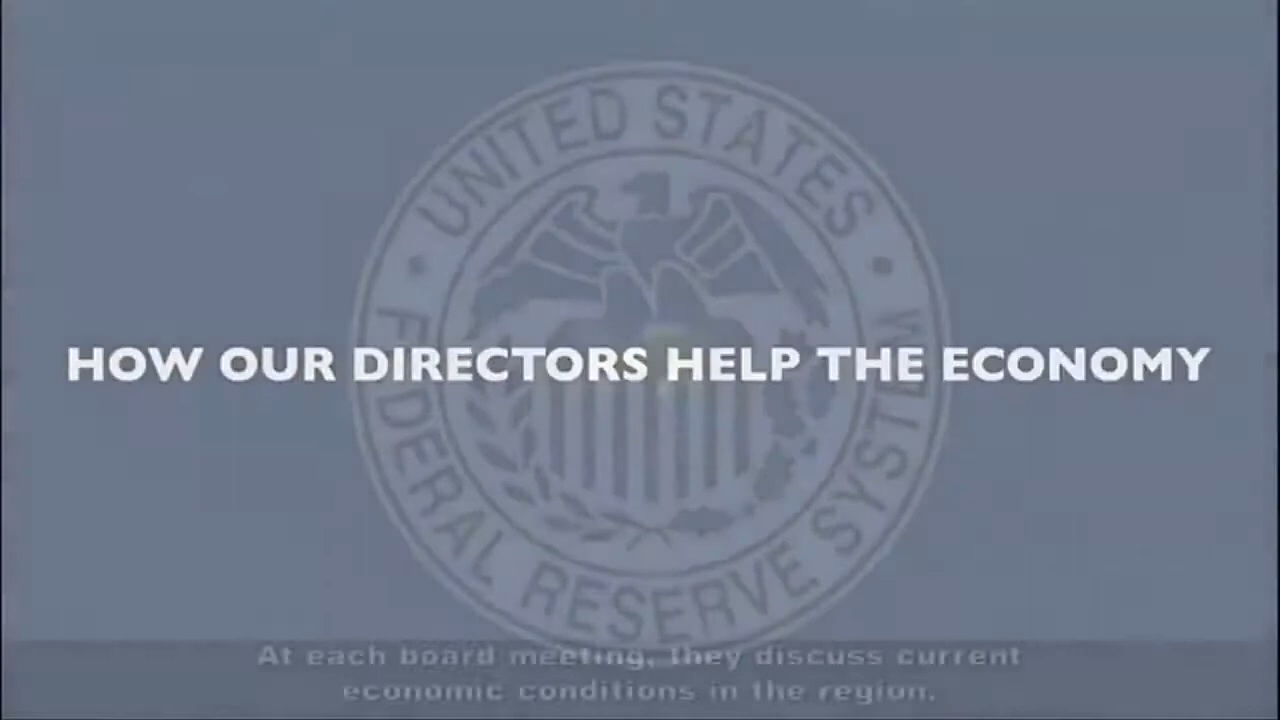 UNITED STATES
HOW OUR DIRECTORS HELP THE ECONOMY
FEDERAL RESERVE SYSTEM
At each board meeting, they discuss current
economic conditions in the region.